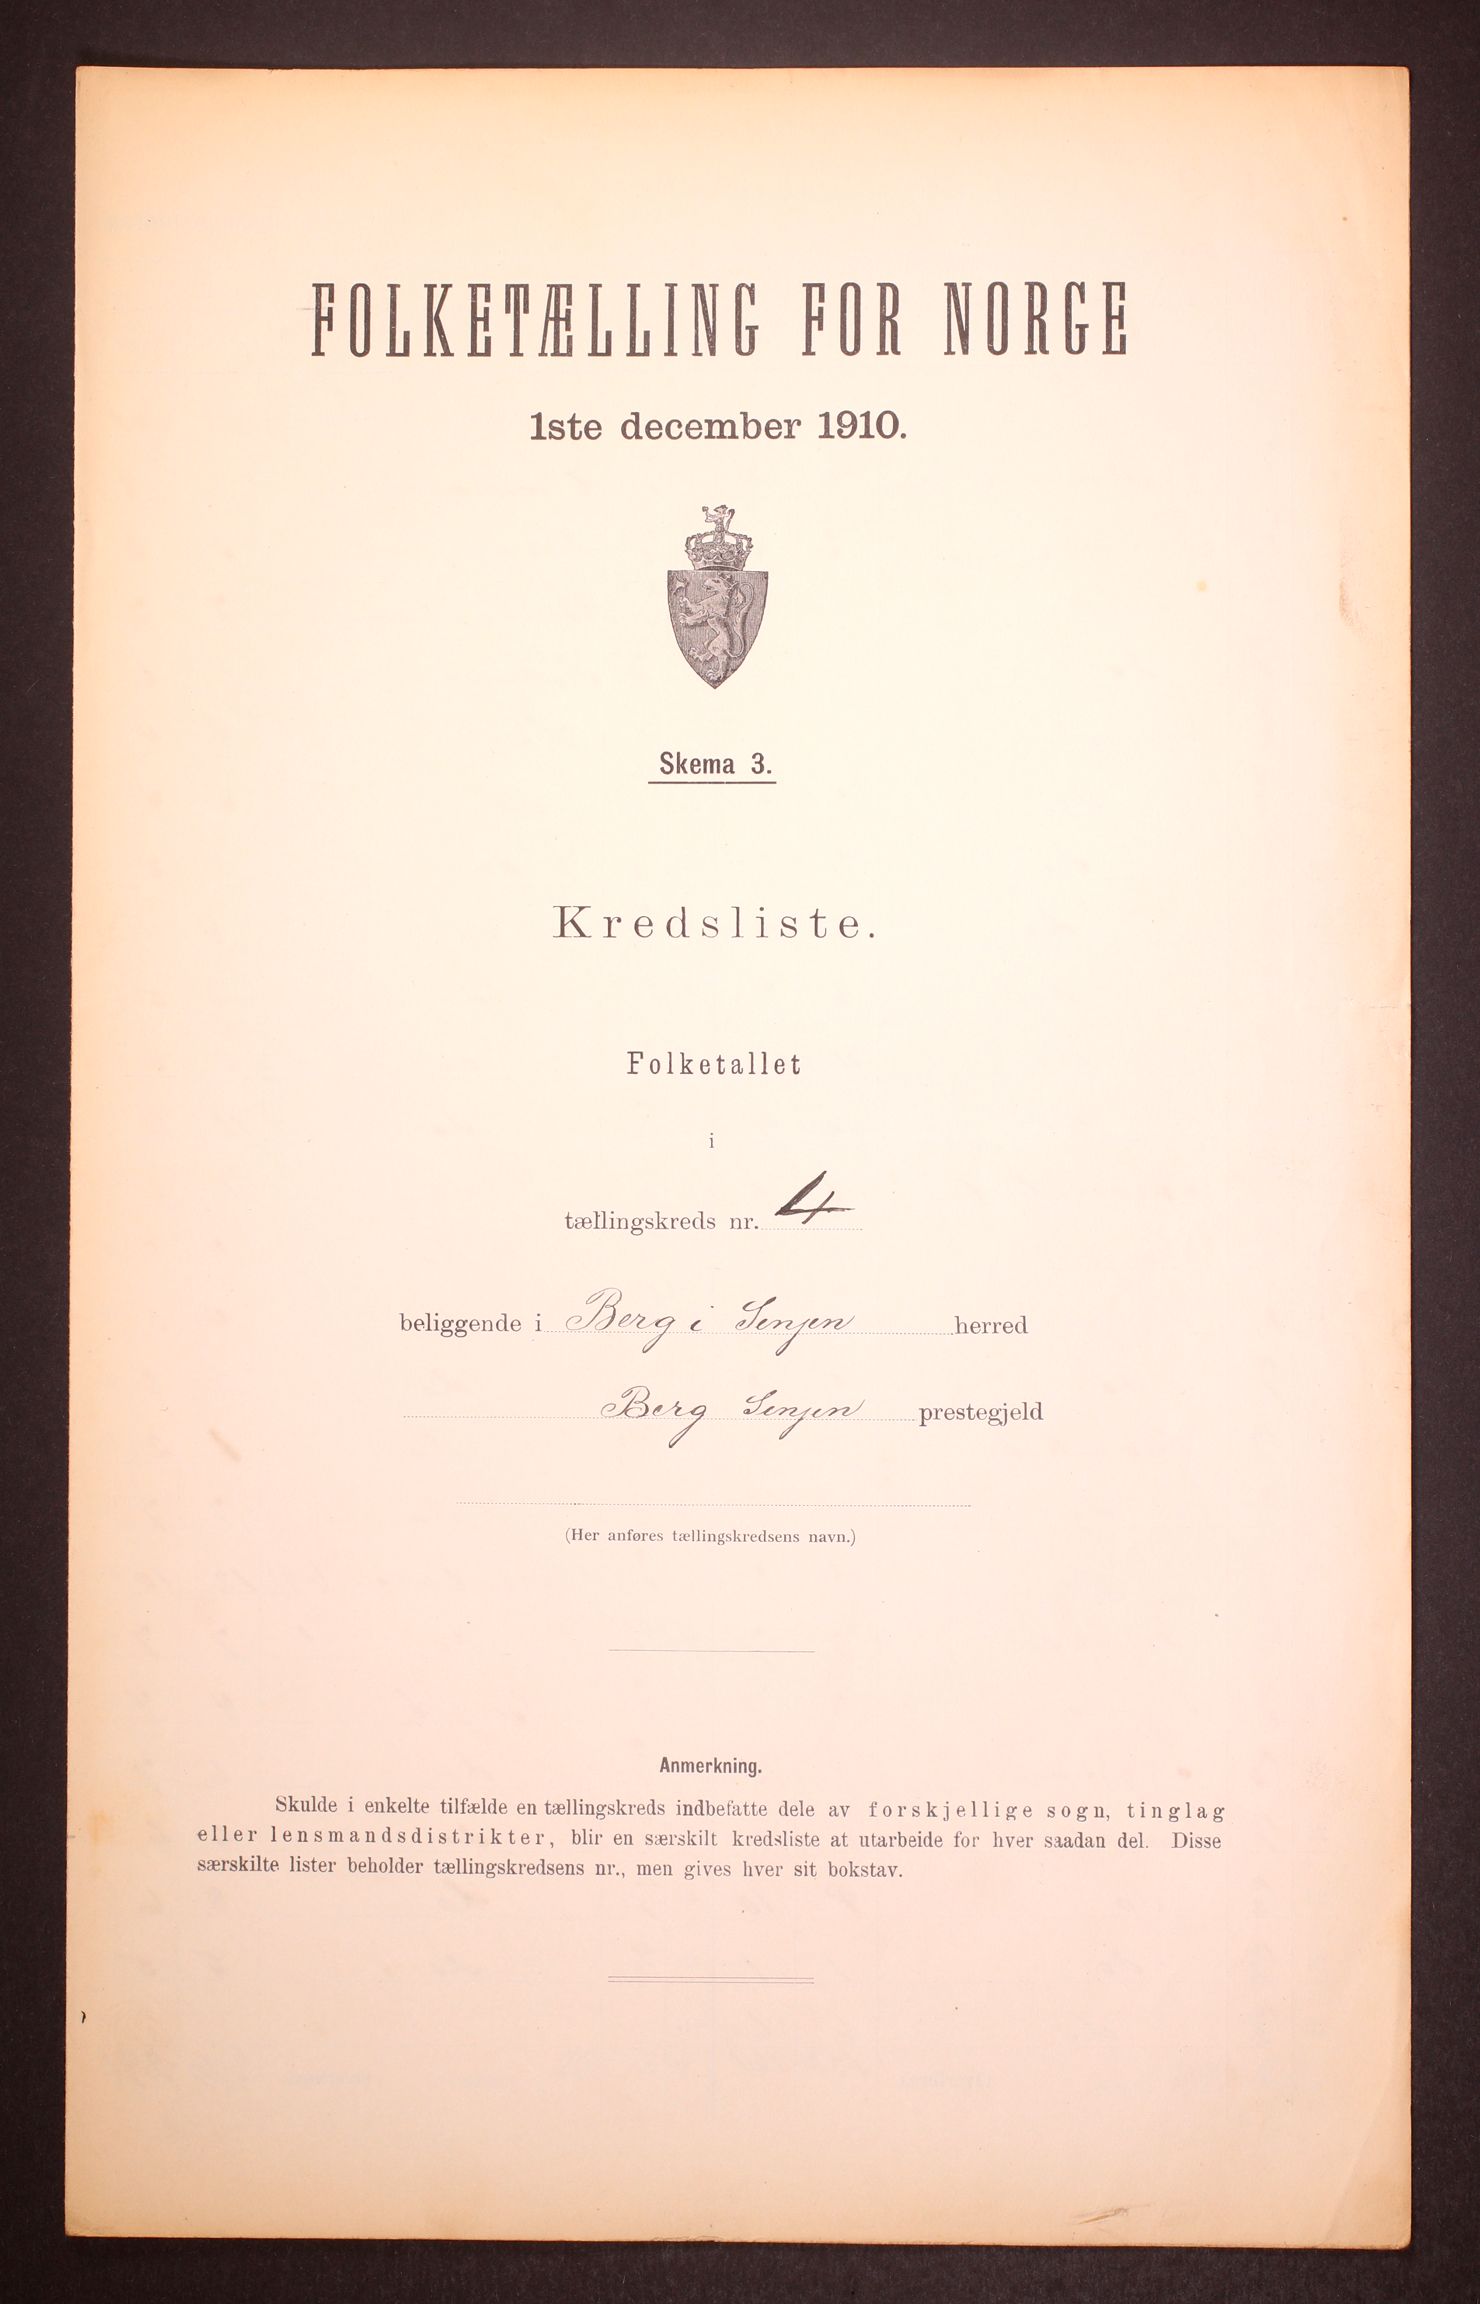 FOLKETÆLLING FOR NORGE
1ste december 1910.
Skema 3.
Kredsliste.
Folketallet
i
tællingskreds nr. 4
beliggende i Berg i Senjen herred
Berg Senjen prestegjeld
(Her anføres tællingskredsens navn.)
Anmerkning.
Skulde i enkelte tilfælde en tællingskreds indbefatte dele av forskjellige sogn, tinglag
eller lensmandsdistrikter, blir en særskilt kredsliste at utarbeide for hver saadan del. Disse
særskilte lister beholder tællingskredsens nr., men gives hver sit bokstav.